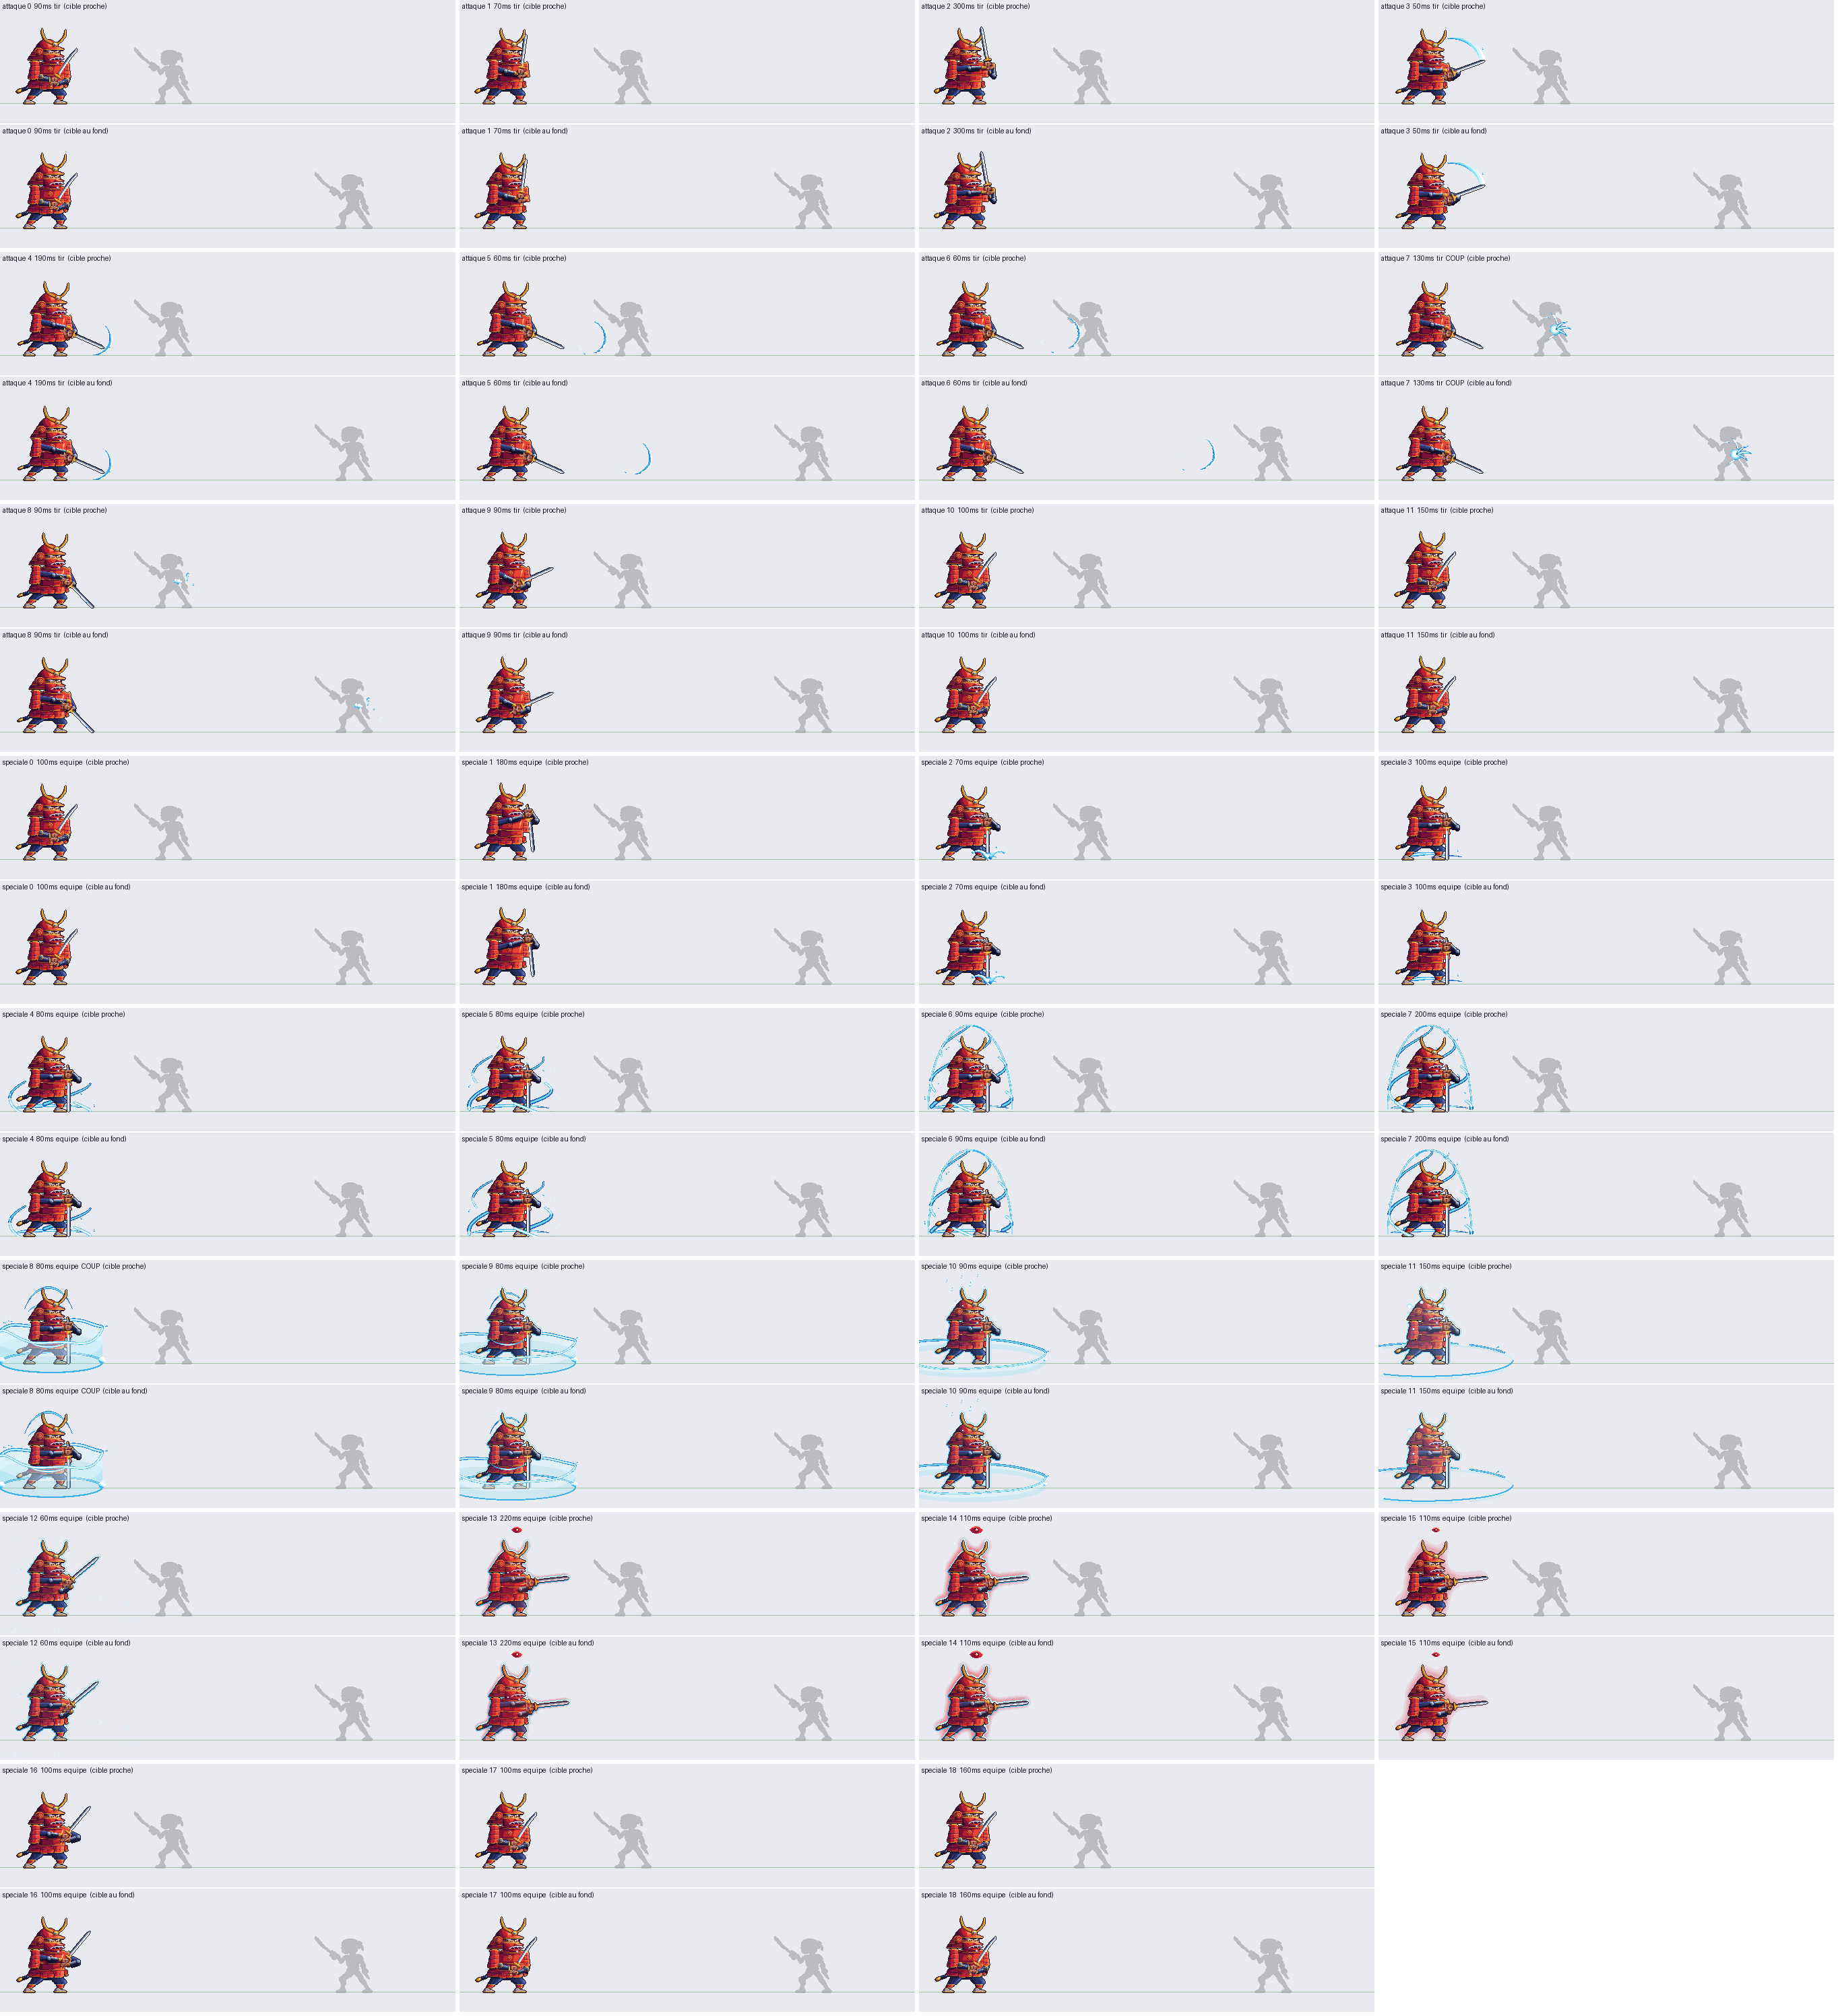 attaque 0 90ms tir (cible proche)
attaque 1 70ms tir (cible proche)
attaque 2 300ms tir (cible proche)
attaque 3 50ms tir (cible proche)
attaque 0 90ms tir (cible au fond)
attaque 1 70ms tir (cible au fond)
attaque 2 300ms tir (cible au fond)
attaque 3 50ms tir (cible au fond)
attaque 4 190ms tir (cible proche)
attaque 5 60ms tir (cible proche)
attaque 6 60ms tir (cible proche)
attaque 7 130ms tir COUP (cible proche)
attaque 4 190ms tir (cible au fond)
attaque 5 60ms tir (cible au fond)
attaque 6 60ms tir (cible au fond)
attaque 7 130ms tir COUP (cible au fond)
attaque 8 90ms tir (cible proche)
attaque 9 90ms tir (cible proche)
attaque 10 100ms tir (cible proche)
attaque 11 150ms tir (cible proche)
attaque 8 90ms tir (cible au fond)
attaque 9 90ms tir (cible au fond)
attaque 10 100ms tir (cible au fond)
attaque 11 150ms tir (cible au fond)
speciale 0 100ms equipe (cible proche)
speciale 1 180ms equipe (cible proche)
speciale 2 70ms equipe (cible proche)
speciale 3 100ms equipe (cible proche)
speciale 0 100ms equipe (cible au fond)
speciale 1 180ms equipe (cible au fond)
speciale 2 70ms equipe (cible au fond)
speciale 3 100ms equipe (cible au fond)
speciale 4 80ms equipe (cible proche)
speciale 5 80ms equipe (cible proche)
speciale 6 90ms equipe (cible proche)
speciale 7 200ms equipe (cible proche)
speciale 4 80ms equipe (cible au fond)
speciale 5 80ms equipe (cible au fond)
speciale 6 90ms equipe (cible au fond)
speciale 7 200ms equipe (cible au fond)
speciale 8 80ms equipe COUP (cible proche)
speciale 9 80ms equipe (cible proche)
speciale 10 90ms equipe (cible proche)
speciale 11 150ms equipe (cible proche)
speciale 8 80ms equipe COUP (cible au fond)
speciale 9 80ms equipe (cible au fond)
speciale 10 90ms equipe (cible au fond)
speciale 11 150ms equipe (cible au fond)
speciale 12 60ms equipe (cible proche)
speciale 13 220ms equipe (cible proche)
speciale 14 110ms equipe (cible proche)
speciale 15 110ms equipe (cible proche)
speciale 12 60ms equipe (cible au fond)
speciale 13 220ms equipe (cible au fond)
speciale 14 110ms equipe (cible au fond)
speciale 15 110ms equipe (cible au fond)
speciale 16 100ms equipe (cible proche)
speciale 17 100ms equipe (cible proche)
speciale 18 160ms equipe (cible proche)
speciale 16 100ms equipe (cible au fond)
speciale 17 100ms equipe (cible au fond)
speciale 18 160ms equipe (cible au fond)